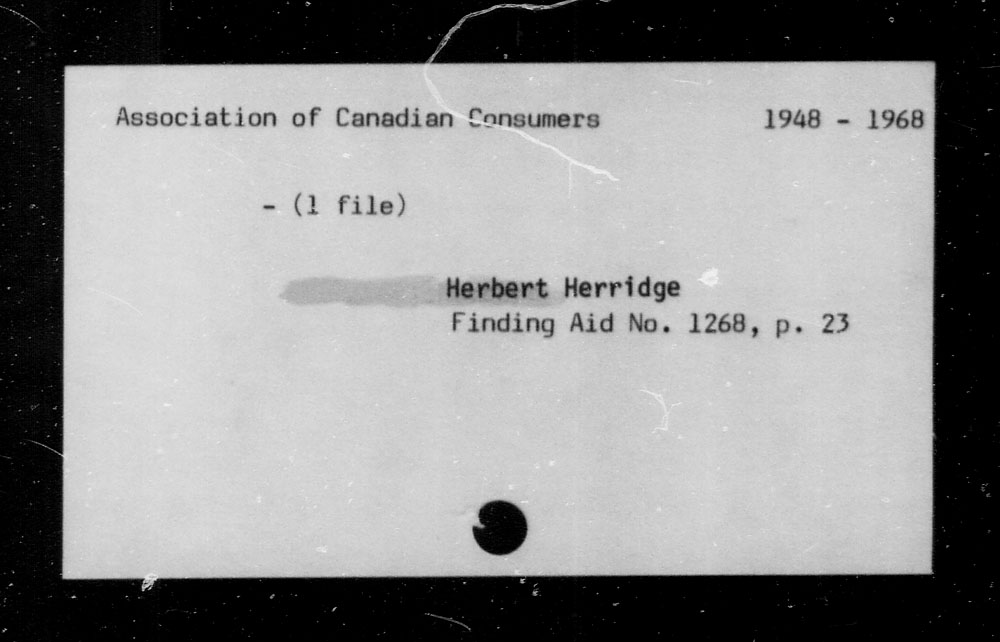 Association of Canadian Consumers 1948 - 1968
- (1 file)
Herbert Herridge
Finding Aid No. 1268, p. 23